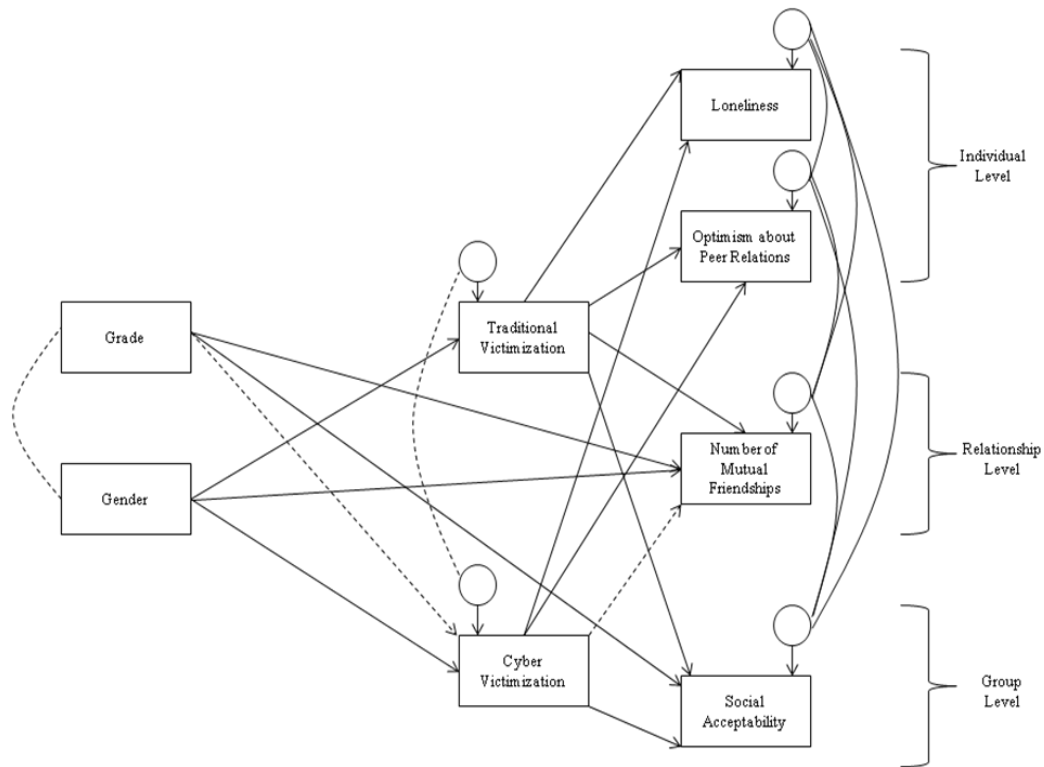 Loneliness
Individual
Level
Optimism about
Peer Relations
Grade
Traditional
Victimization
Number of
Mutual
Friendships
Relationship
Level
Gender
Cyber
Victimization
Social
Acceptability
Group
Level